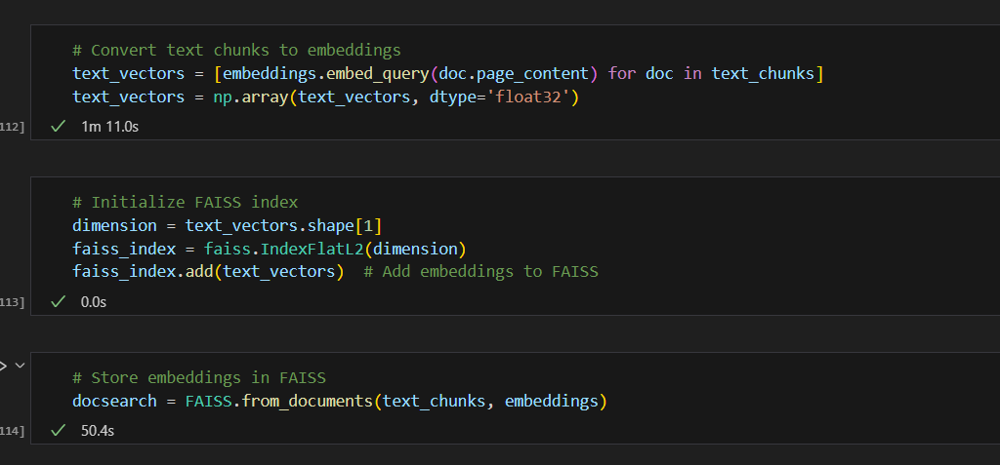 # Convert text chunks to embeddings
text_vectors = [embeddings.embed_query(doc.page_content) for doc in text_chunks]
text_vectors = np.array(text_vectors, dtype='float32')
112] 1m 11.0s
# Initialize FAISS index
dimension = text_vectors.shape[1]
faiss_index = faiss.IndexFlatL2(dimension)
faiss_index.add(text_vectors)  # Add embeddings to FAISS
113] 0.0s
# Store embeddings in FAISS
docsearch = FAISS.from_documents(text_chunks, embeddings)
114] 50.4s